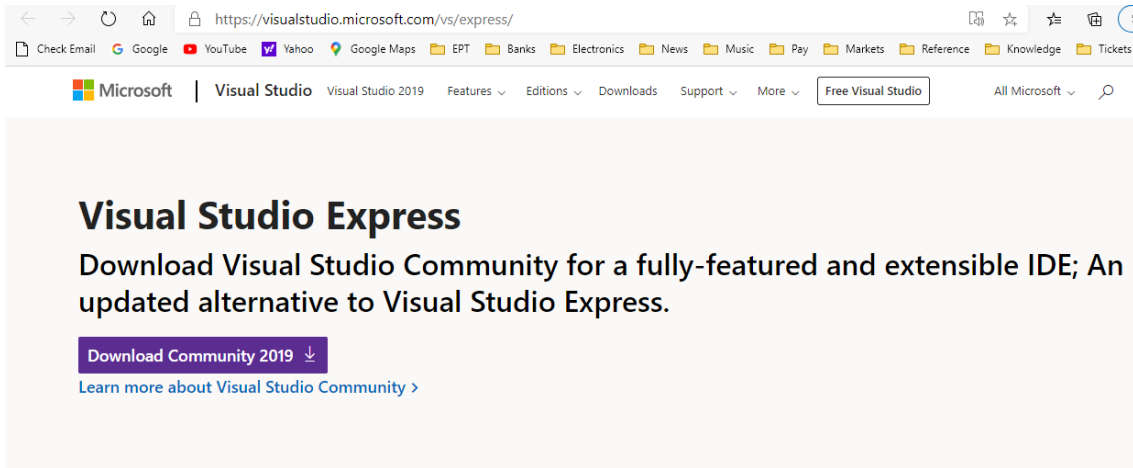 https://visualstudio.microsoft.com/vs/express/
Check Email Google YouTube Yahoo Google Maps EPT Banks Electronics News Music Pay Markets Reference Knowledge Tickets
Microsoft Visual Studio Visual Studio 2019 Features Editions Downloads Support More Free Visual Studio All Microsoft
Visual Studio Express
Download Visual Studio Community for a fully-featured and extensible IDE; An
updated alternative to Visual Studio Express.
Download Community 2019
Learn more about Visual Studio Community >